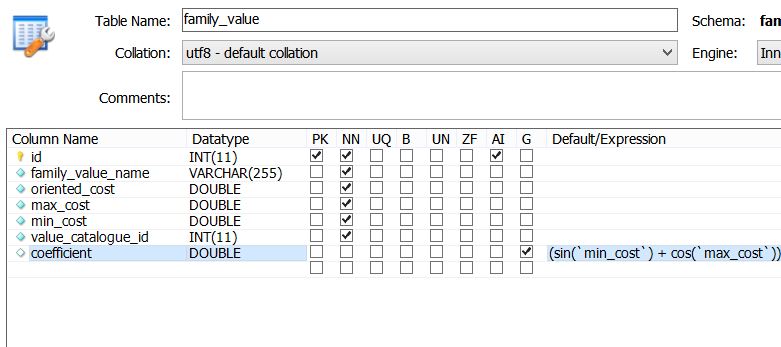 Table Name: family_value Schema: fam
Collation: utf8 - default collation Engine: Inn
Comments:
Column Name Datatype PK NN UQ B UN ZF AI G Default/Expression
id INT(11)
family_value_name VARCHAR(255)
oriented_cost DOUBLE
max_cost DOUBLE
min_cost DOUBLE
value_catalogue_id INT(11)
coefficient DOUBLE (sin(`min_cost`) + cos(`max_cost`))